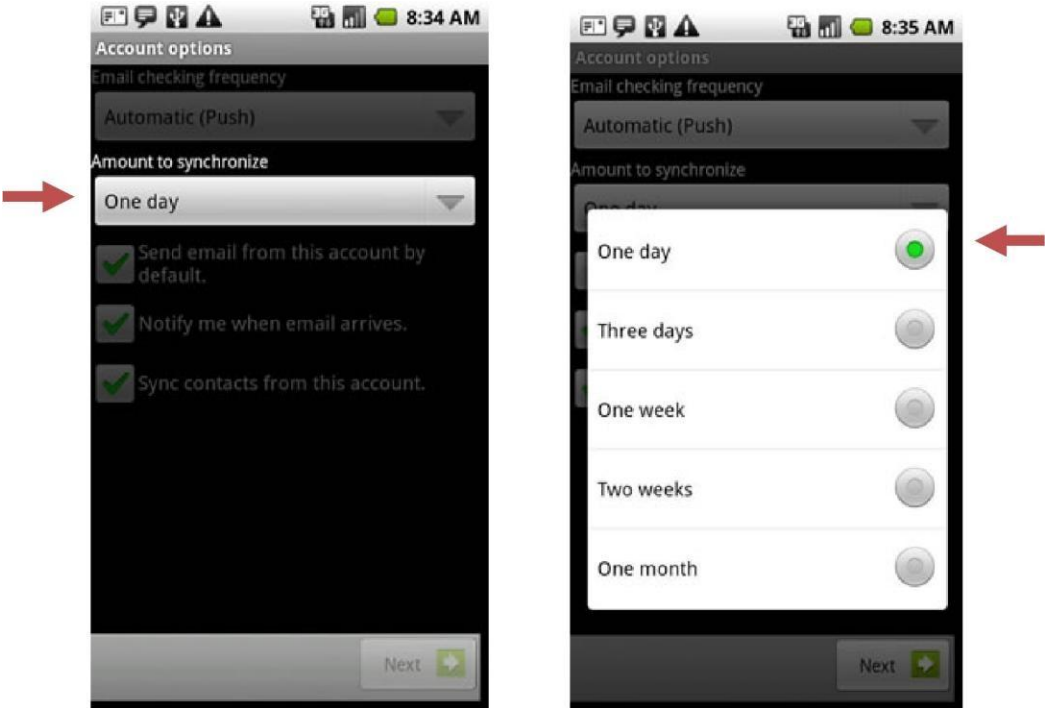 8:34 AM
Account options
Email checking frequency
Automatic (Push)
Amount to synchronize
One day
Send email from this account by
default.
Notify me when email arrives.
Sync contacts from this account.
Next
3G
8:35 AM
Account options
Email checking frequency
Automatic (Push)
Amount to synchronize
One day
One day
Three days
One week
Two weeks
One month
Next